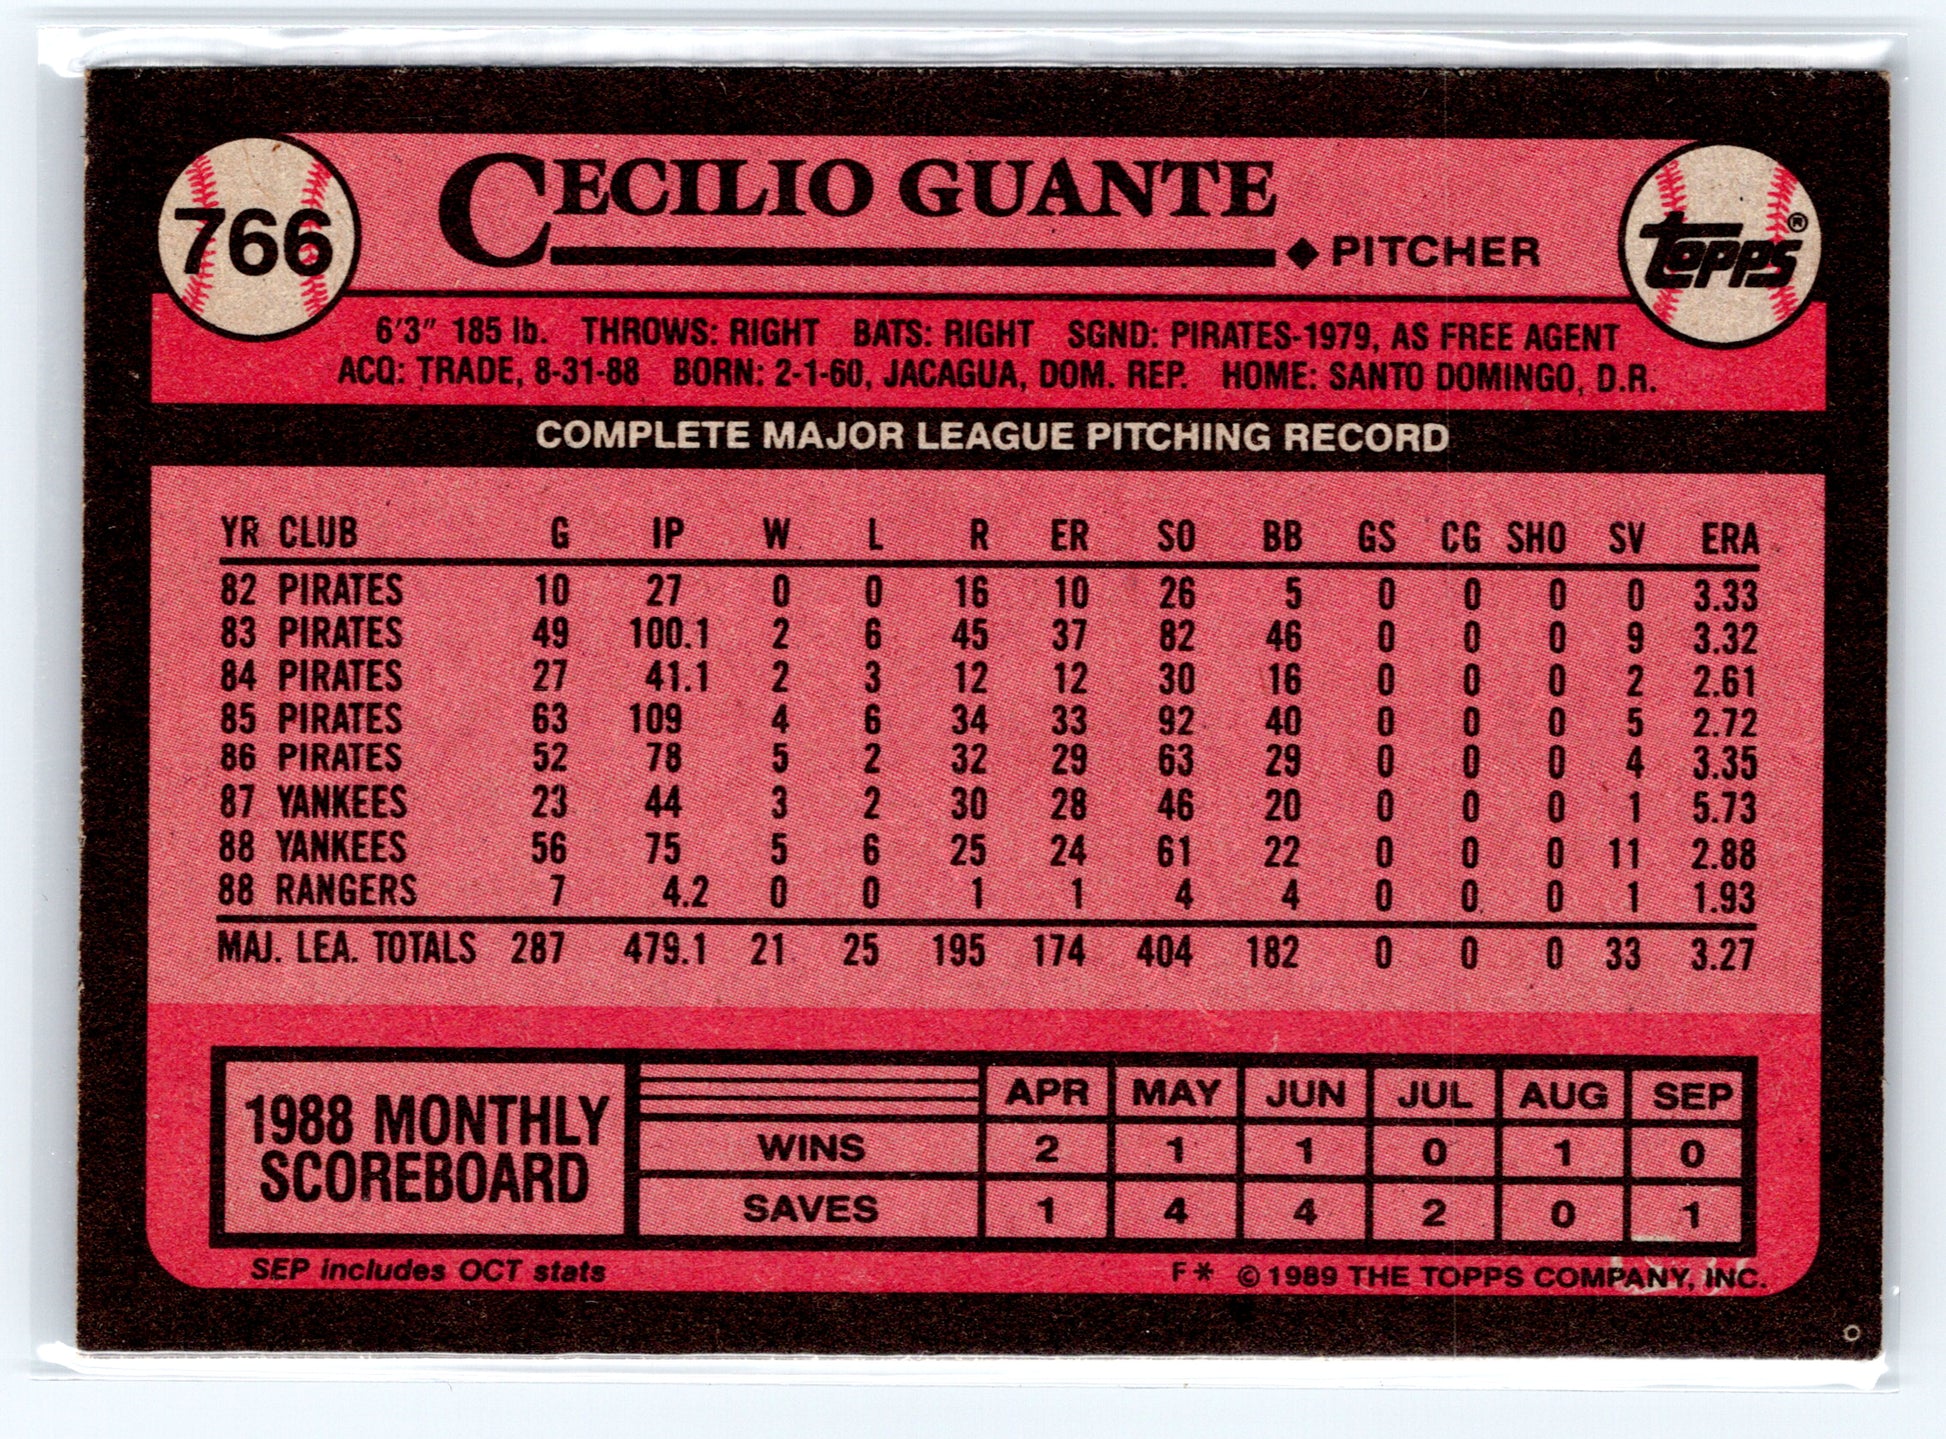 766
CECILIO GUANTE
◆PITCHER
topps®
6'3" 185 lb. THROWS: RIGHT BATS: RIGHT SGND: PIRATES-1979, AS FREE AGENT
ACQ: TRADE, 8-31-88 BORN: 2-1-60, JACAGUA, DOM. REP. HOME: SANTO DOMINGO, D.R.
COMPLETE MAJOR LEAGUE PITCHING RECORD
YR CLUB G IP W L R ER SO BB GS CG SHO SV ERA
82 PIRATES 10 27 0 0 16 10 26 5 0 0 0 0 3.33
83 PIRATES 49 100.1 2 6 45 37 82 46 0 0 0 9 3.32
84 PIRATES 27 41.1 2 3 12 12 30 16 0 0 0 2 2.61
85 PIRATES 63 109 4 6 34 33 92 40 0 0 0 5 2.72
86 PIRATES 52 78 5 2 32 29 63 29 0 0 0 4 3.35
87 YANKEES 23 44 3 2 30 28 46 20 0 0 0 1 5.73
88 YANKEES 56 75 5 6 25 24 61 22 0 0 0 11 2.88
88 RANGERS 7 4.2 0 0 1 1 4 4 0 0 0 1 1.93
MAJ. LEA. TOTALS 287 479.1 21 25 195 174 404 182 0 0 0 33 3.27
1988 MONTHLY
SCOREBOARD
APR MAY JUN JUL AUG SEP
WINS 2 1 1 0 1 0
SAVES 1 4 4 2 0 1
SEP includes OCT stats
F* © 1989 THE TOPPS COMPANY, INC.